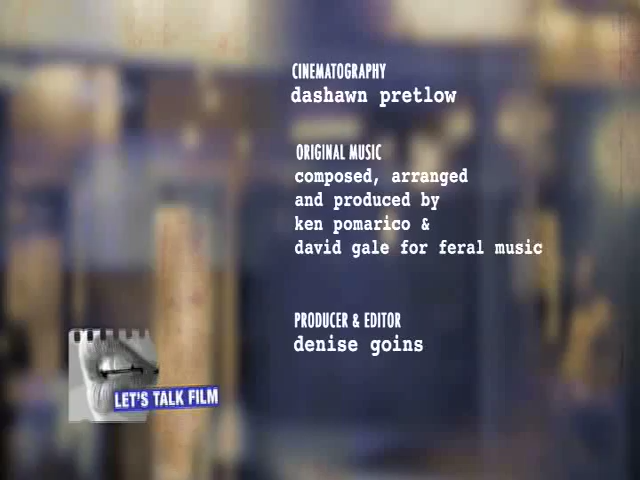 CINEMATOGRAPHY
dashawn pretlow
ORIGINAL MUSIC
composed, arranged
and produced by
ken pomarico &
david gale for feral music
PRODUCER & EDITOR
denise goins
LET'S TALK FILM